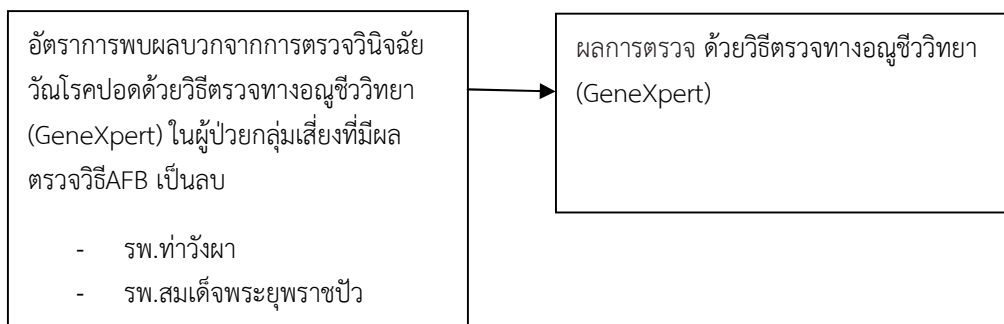 อัตราการพบผลบวกจากการตรวจวินิจฉัย
วัณโรคปอดด้วยวิธีตรวจทางอณูชีววิทยา
(GeneXpert) ในผู้ป่วยกลุ่มเสี่ยงที่มีผล
ตรวจวิธีAFB เป็นลบ
- รพ.ท่าวังผา
- รพ.สมเด็จพระยุพราชปัว
ผลการตรวจ ด้วยวิธีตรวจทางอณูชีววิทยา
(GeneXpert)